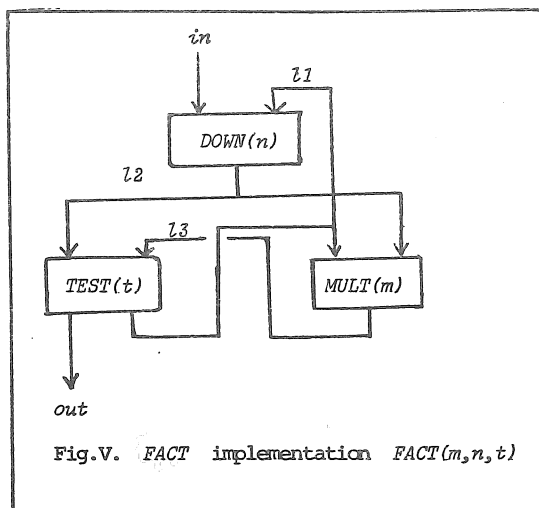 in
l1
DOWN(n)
l2
l3
TEST(t)
MULT(m)
out
Fig.V. FACT implementation FACT(m,n,t)